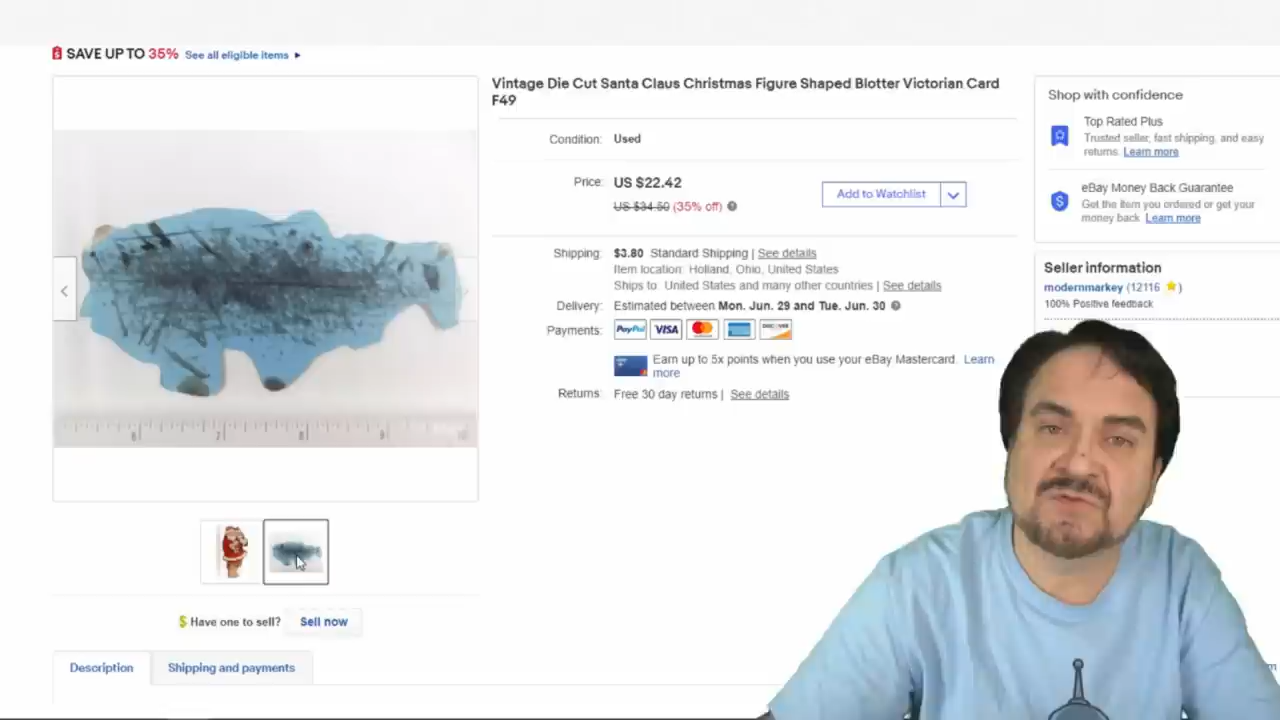 SAVE UP TO 35% See all eligible items
Vintage Die Cut Santa Claus Christmas Figure Shaped Blotter Victorian Card
F49
Condition: Used
Price: US $22.42
US $34.50 (35% off)
Add to Watchlist
Shipping: $3.80 Standard Shipping | See details
Item location: Holland, Ohio, United States
Ships to: United States and many other countries | See details
Delivery: Estimated between Mon. Jun. 29 and Tue. Jun. 30
Payments: PayPal VISA DISCOVER
Earn up to 5x points when you use your eBay Mastercard. Learn
more
Returns: Free 30 day returns | See details
Shop with confidence
Top Rated Plus
Trusted seller, fast shipping, and easy
returns. Learn more
eBay Money Back Guarantee
Get the item you ordered or get your
money back. Learn more
Seller information
modernmarkey (12116 )
100% Positive feedback
6 7 8 9 10
$ Have one to sell? Sell now
Description Shipping and payments